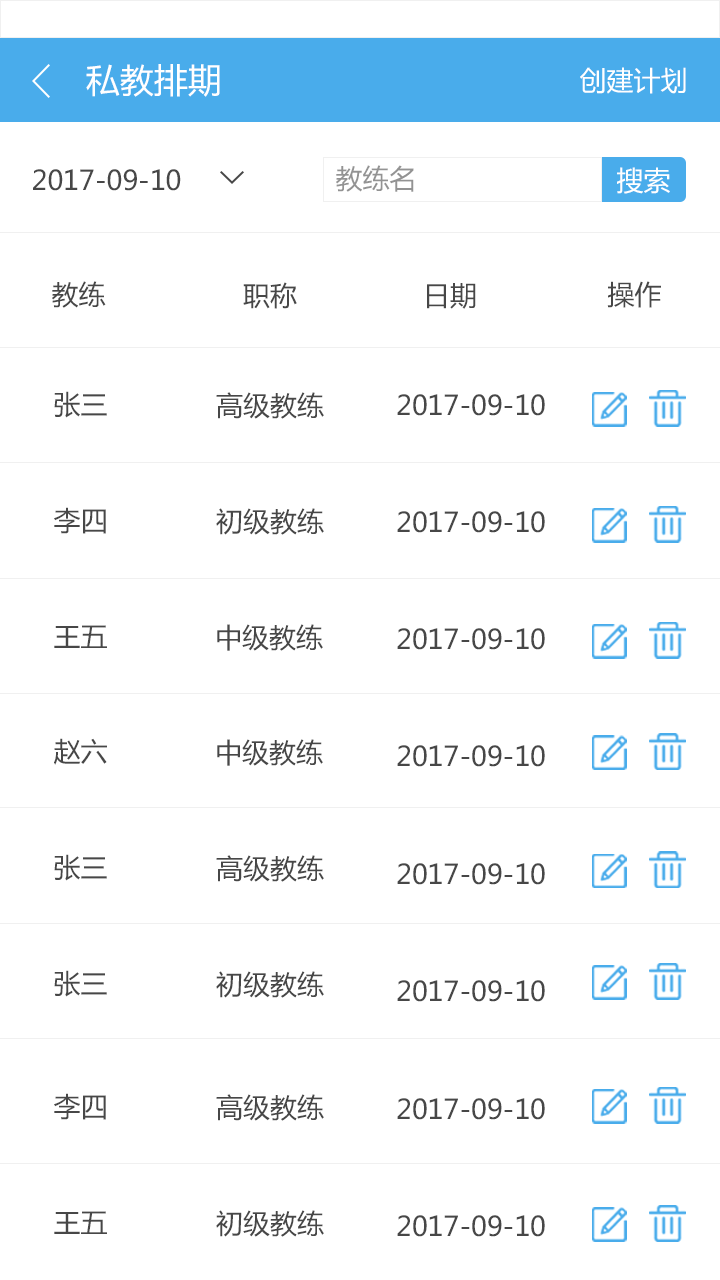 私教排期 创建计划
2017-09-10 教练名 搜索
教练 职称 日期 操作
张三 高级教练 2017-09-10
李四 初级教练 2017-09-10
王五 中级教练 2017-09-10
赵六 中级教练 2017-09-10
张三 高级教练 2017-09-10
张三 初级教练 2017-09-10
李四 高级教练 2017-09-10
王五 初级教练 2017-09-10